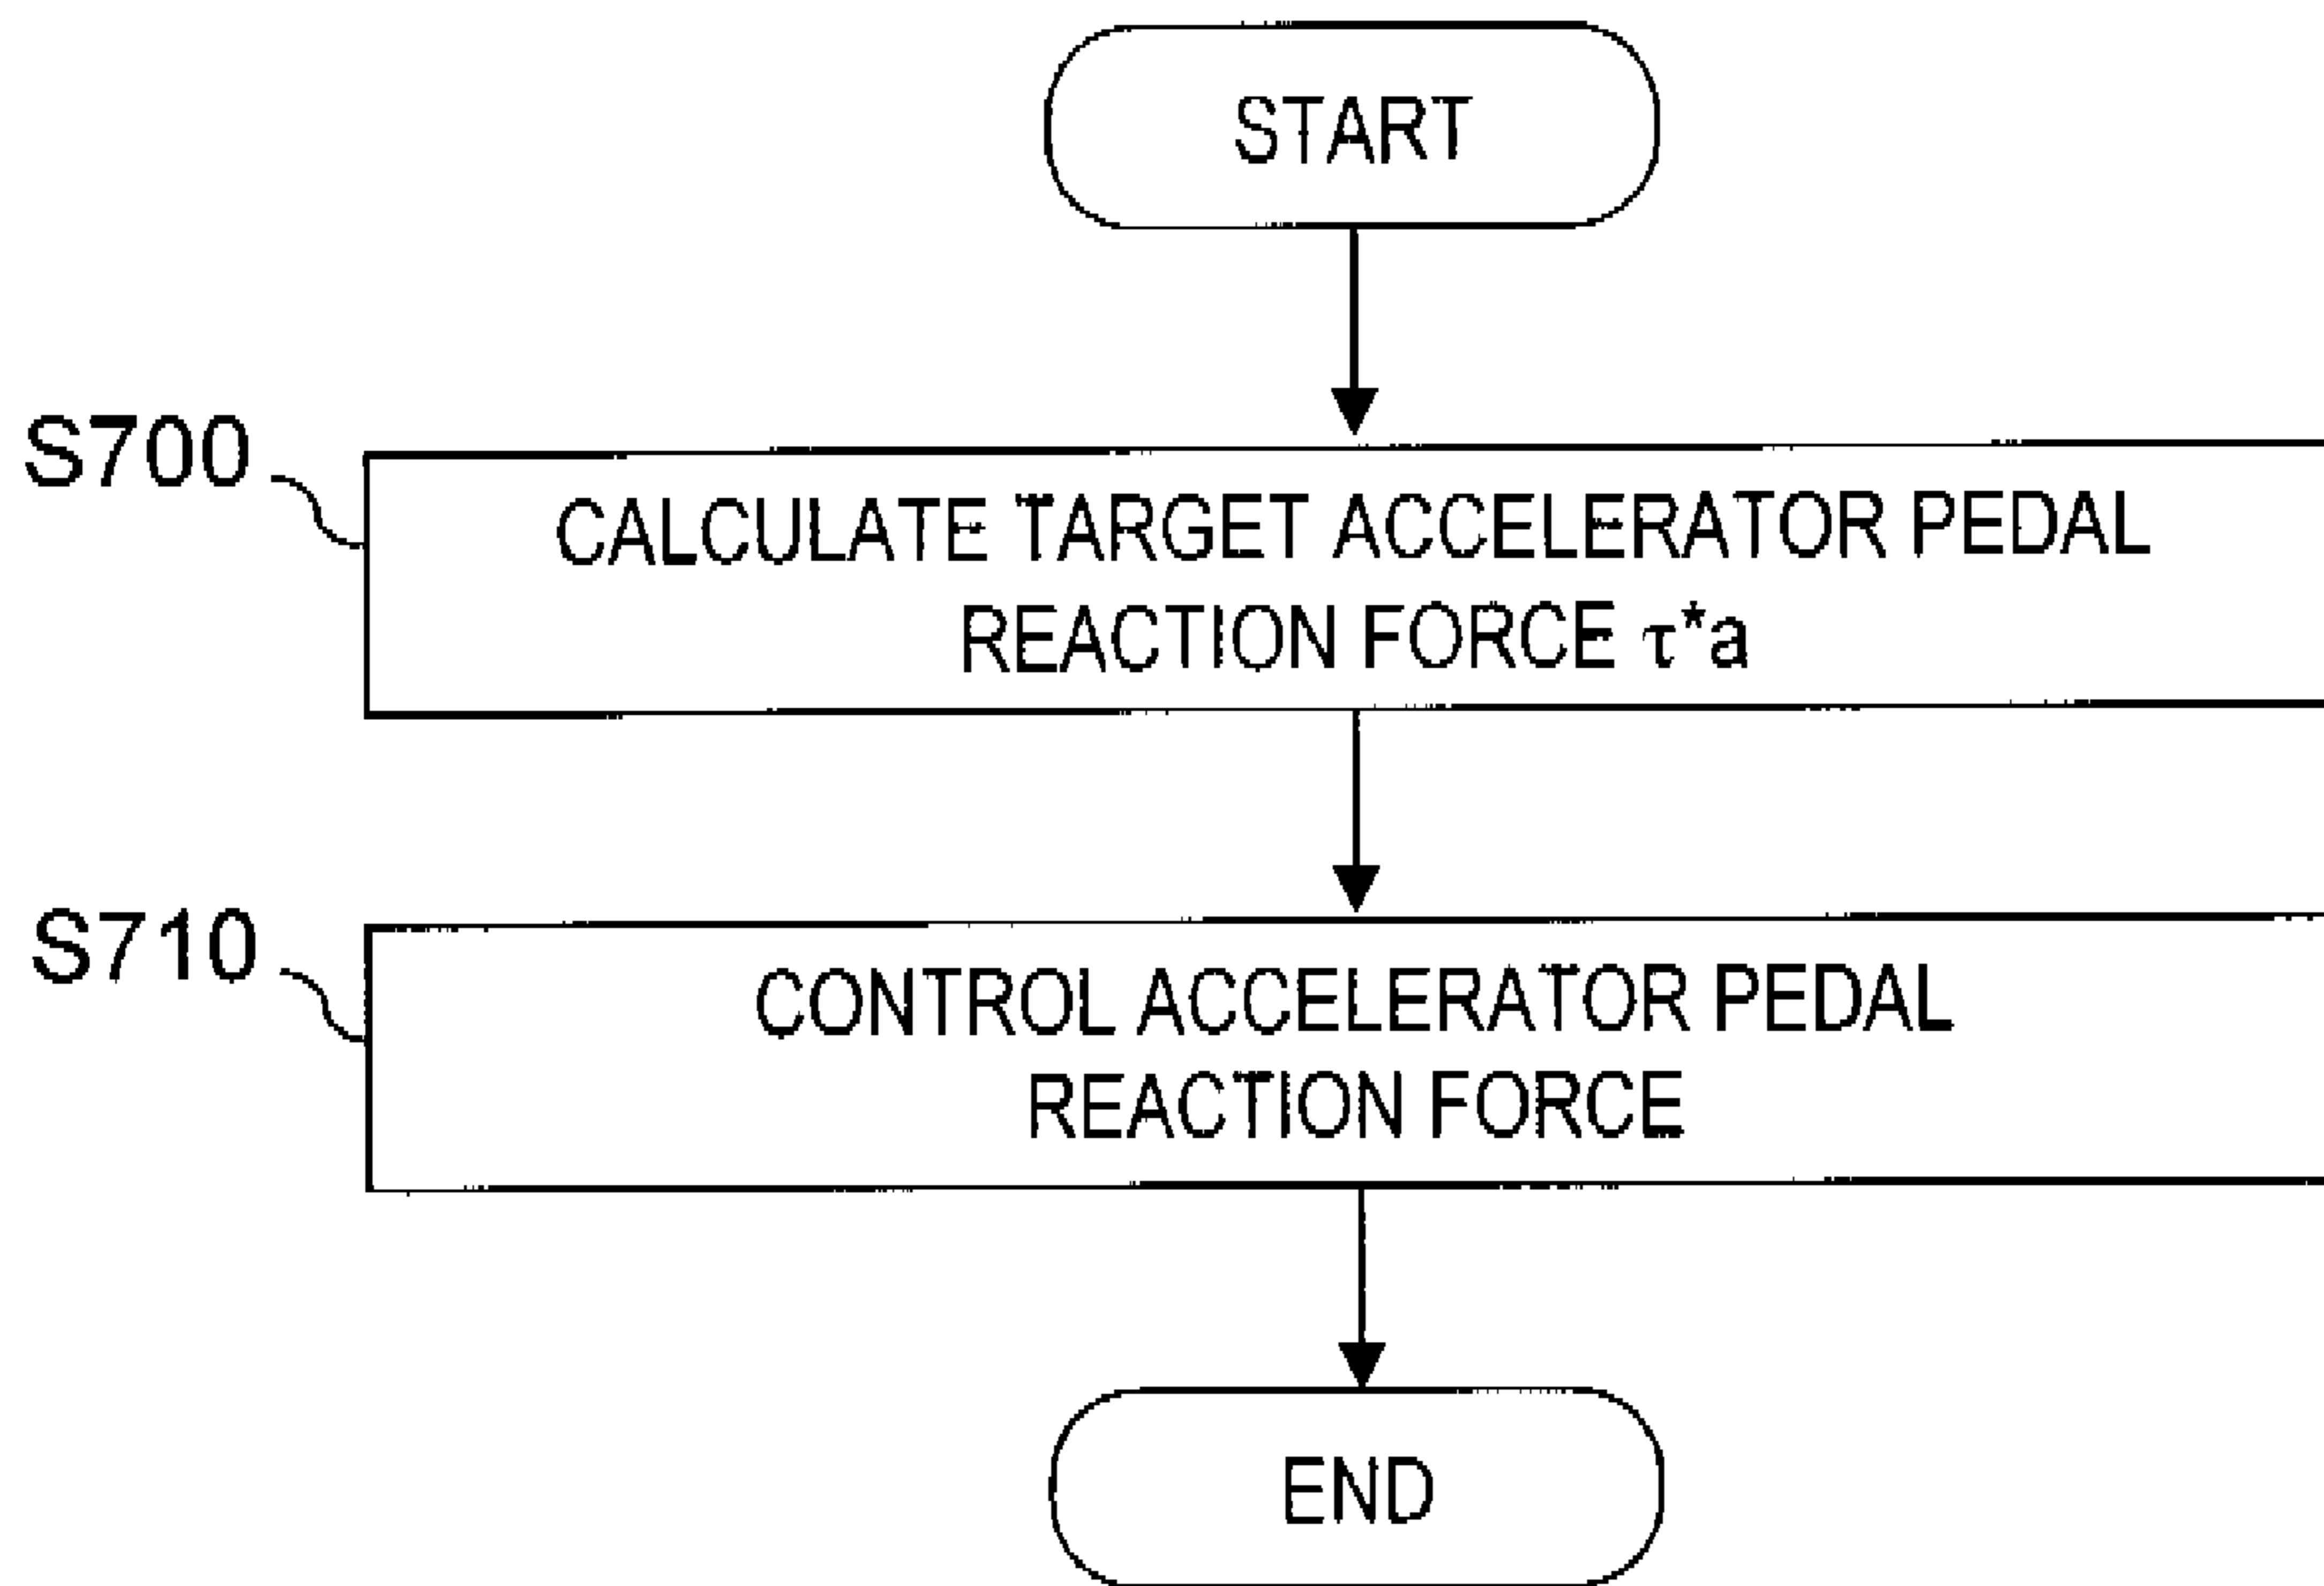 START
S700
CALCULATE TARGET ACCELERATOR PEDAL
REACTION FORCE τ*a
S710
CONTROL ACCELERATOR PEDAL
REACTION FORCE
END